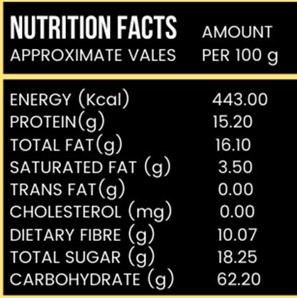 NUTRITION FACTS AMOUNT
APPROXIMATE VALES PER 100 g
ENERGY (Kcal) 443.00
PROTEIN(g) 15.20
TOTAL FAT(g) 16.10
SATURATED FAT (g) 3.50
TRANS FAT(g) 0.00
CHOLESTEROL (mg) 0.00
DIETARY FIBRE (g) 10.07
TOTAL SUGAR (g) 18.25
CARBOHYDRATE (g) 62.20